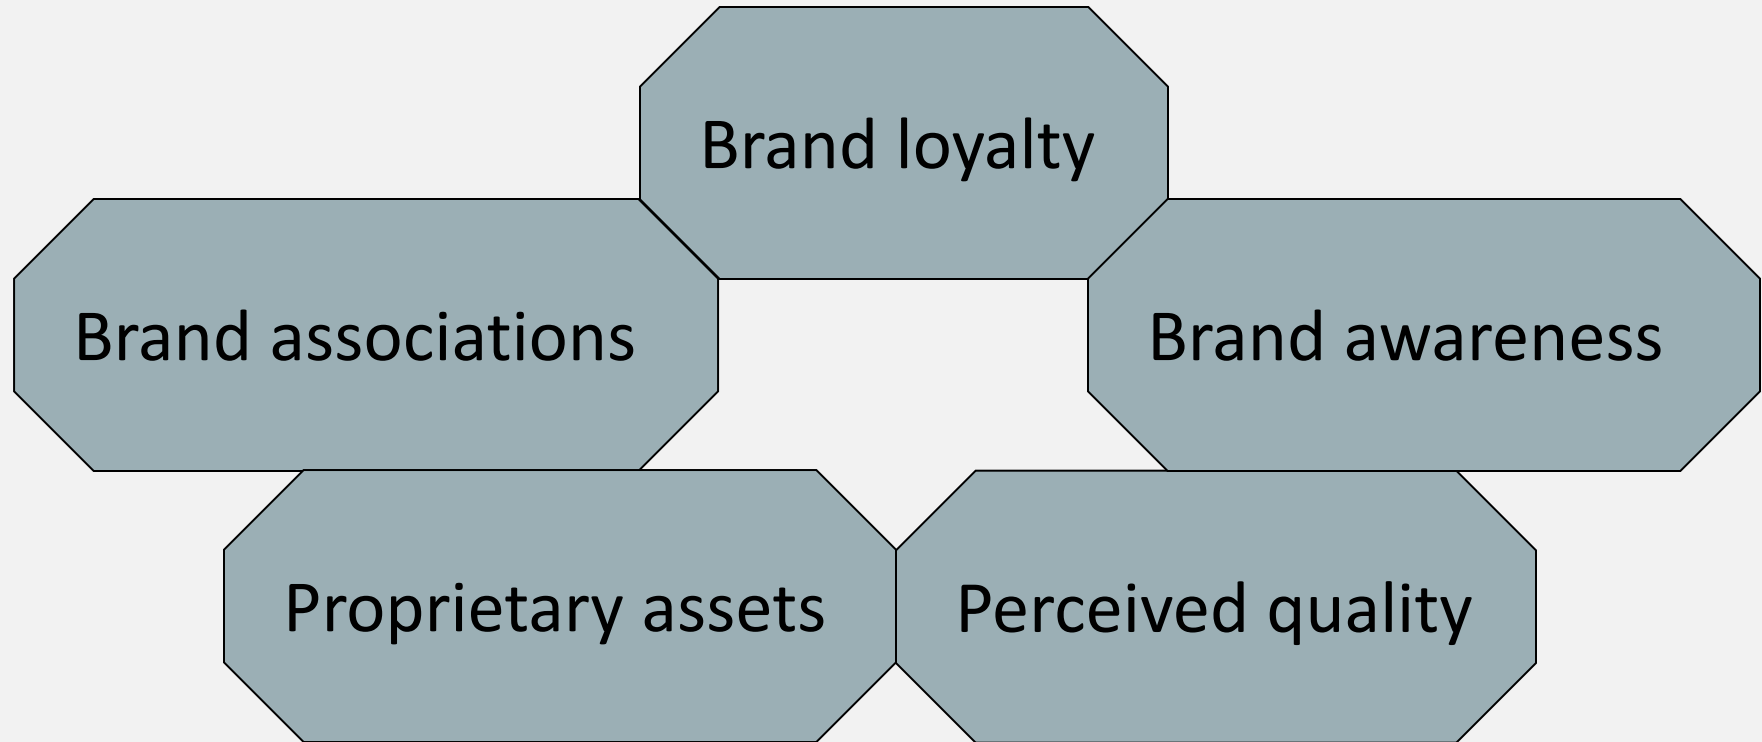 Brand loyalty
Brand associations
Brand awareness
Proprietary assets
Perceived quality